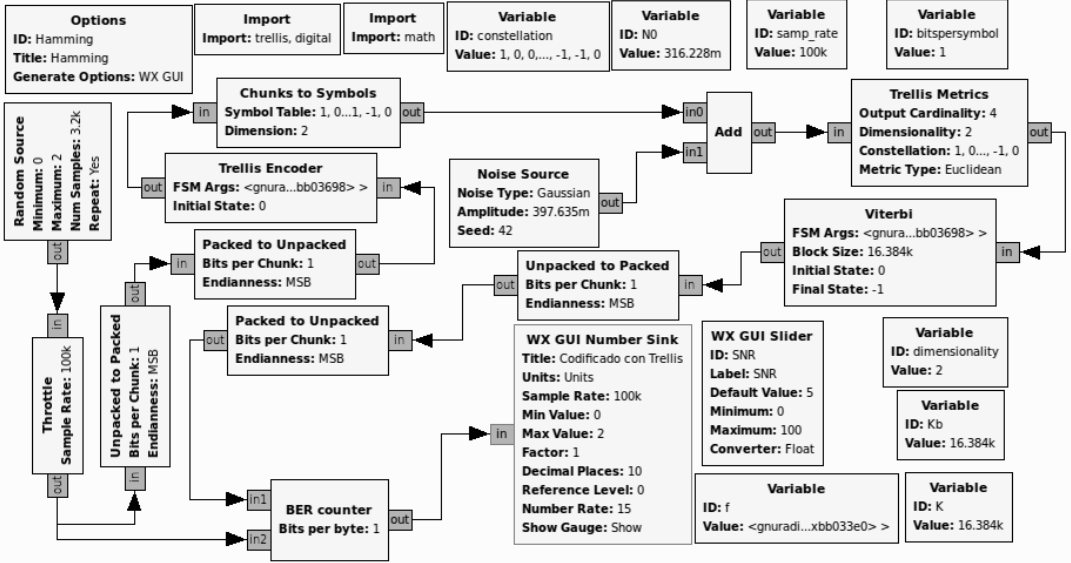 Options
ID: Hamming
Title: Hamming
Generate Options: WX GUI
Import
Import: trellis, digital
Import
Import: math
Variable
ID: constellation
Value: 1, 0, 0,..., -1, -1, 0
Variable
ID: N0
Value: 316.228m
Variable
ID: samp_rate
Value: 100k
Variable
ID: bitspersymbol
Value: 1
Random Source
Minimum: 0
Maximum: 2
Num Samples: 3.2k
Repeat: Yes
out
in
Chunks to Symbols
Symbol Table: 1, 0...1, -1, 0
Dimension: 2
out
in0
in1
Add
out
in
Trellis Metrics
Output Cardinality: 4
Dimensionality: 2
Constellation: 1, 0..., -1, 0
Metric Type: Euclidean
out
out
Trellis Encoder
FSM Args: <gnura...bb03698> >
Initial State: 0
in
Noise Source
Noise Type: Gaussian
Amplitude: 397.635m
Seed: 42
out
out
Viterbi
FSM Args: <gnura...bb03698> >
Block Size: 16.384k
Initial State: 0
Final State: -1
in
in
Packed to Unpacked
Bits per Chunk: 1
Endianness: MSB
out
out
Unpacked to Packed
Bits per Chunk: 1
Endianness: MSB
in
out
Packed to Unpacked
Bits per Chunk: 1
Endianness: MSB
in
in
Throttle
Sample Rate: 100k
out
out
Unpacked to Packed
Bits per Chunk: 1
Endianness: MSB
in
in
WX GUI Number Sink
Title: Codificado con Trellis
Units: Units
Sample Rate: 100k
Min Value: 0
Max Value: 2
Factor: 1
Decimal Places: 10
Reference Level: 0
Number Rate: 15
Show Gauge: Show
WX GUI Slider
ID: SNR
Label: SNR
Default Value: 5
Minimum: 0
Maximum: 100
Converter: Float
Variable
ID: dimensionality
Value: 2
Variable
ID: Kb
Value: 16.384k
in1
in2
BER counter
Bits per byte: 1
out
Variable
ID: f
Value: <gnuradi...xbb033e0> >
Variable
ID: K
Value: 16.384k